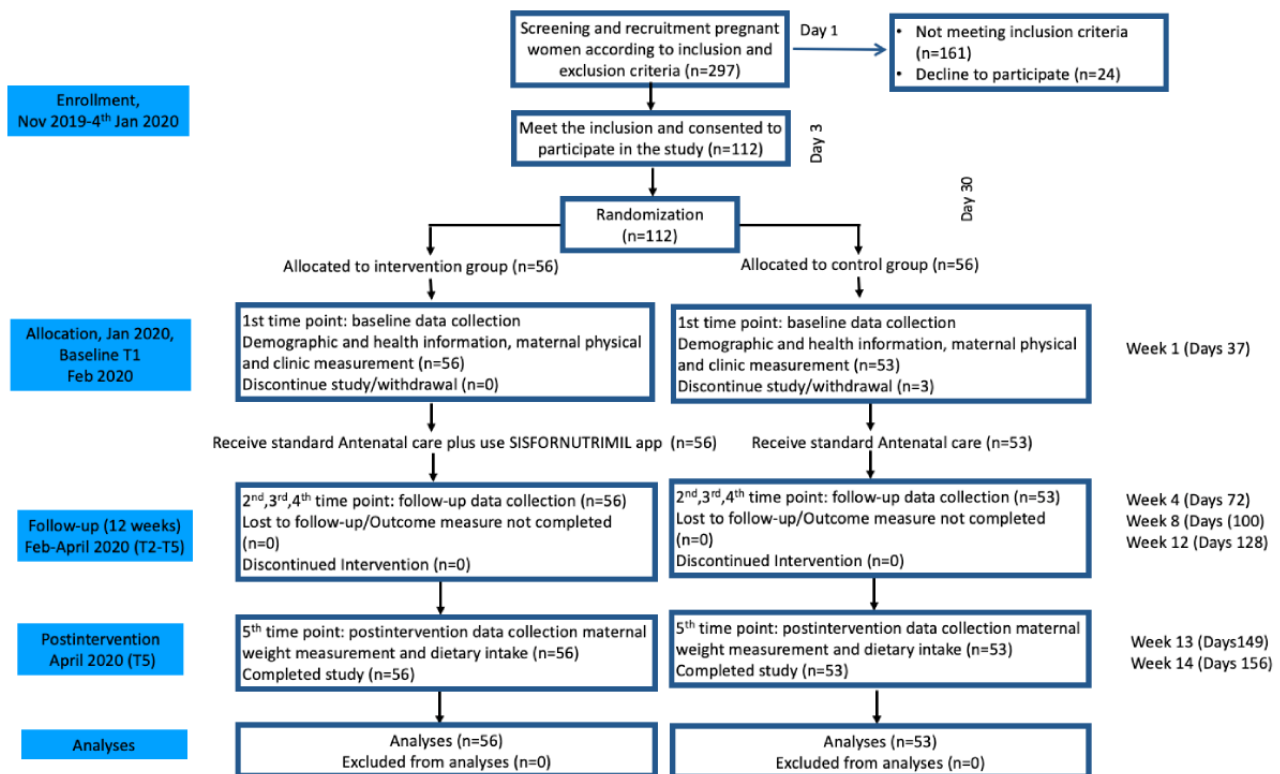 Screening and recruitment pregnant
women according to inclusion and
exclusion criteria (n=297)
Day 1
• Not meeting inclusion criteria
(n=161)
• Decline to participate (n=24)
Enrollment,
Nov 2019-4th Jan 2020
Meet the inclusion and consented to
participate in the study (n=112)
Day 3
Day 30
Randomization
(n=112)
Allocated to intervention group (n=56)
Allocated to control group (n=56)
Allocation, Jan 2020,
Baseline T1
Feb 2020
1st time point: baseline data collection
Demographic and health information, maternal physical
and clinic measurement (n=56)
Discontinue study/withdrawal (n=0)
1st time point: baseline data collection
Demographic and health information, maternal physical
and clinic measurement (n=53)
Discontinue study/withdrawal (n=3)
Week 1 (Days 37)
Receive standard Antenatal care plus use SISFORNUTRIMIL app (n=56)
Receive standard Antenatal care (n=53)
Follow-up (12 weeks)
Feb-April 2020 (T2-T5)
2nd,3rd,4th time point: follow-up data collection (n=56)
Lost to follow-up/Outcome measure not completed
(n=0)
Discontinued Intervention (n=0)
2nd,3rd,4th time point: follow-up data collection (n=53)
Lost to follow-up/Outcome measure not completed
(n=0)
Discontinued Intervention (n=0)
Week 4 (Days 72)
Week 8 (Days (100)
Week 12 (Days 128)
Postintervention
April 2020 (T5)
5th time point: postintervention data collection maternal
weight measurement and dietary intake (n=56)
Completed study (n=56)
5th time point: postintervention data collection maternal
weight measurement and dietary intake (n=53)
Completed study (n=53)
Week 13 (Days149)
Week 14 (Days 156)
Analyses
Analyses (n=56)
Excluded from analyses (n=0)
Analyses (n=53)
Excluded from analyses (n=0)